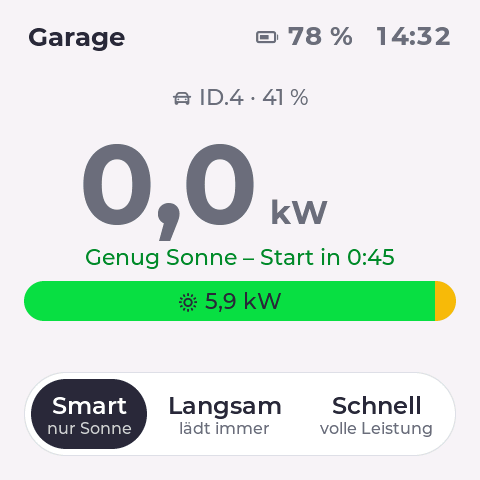 Garage 78 % 14:32
ID.4 · 41 %
0,0 kW
Genug Sonne – Start in 0:45
5,9 kW
Smart Langsam Schnell
nur Sonne lädt immer volle Leistung